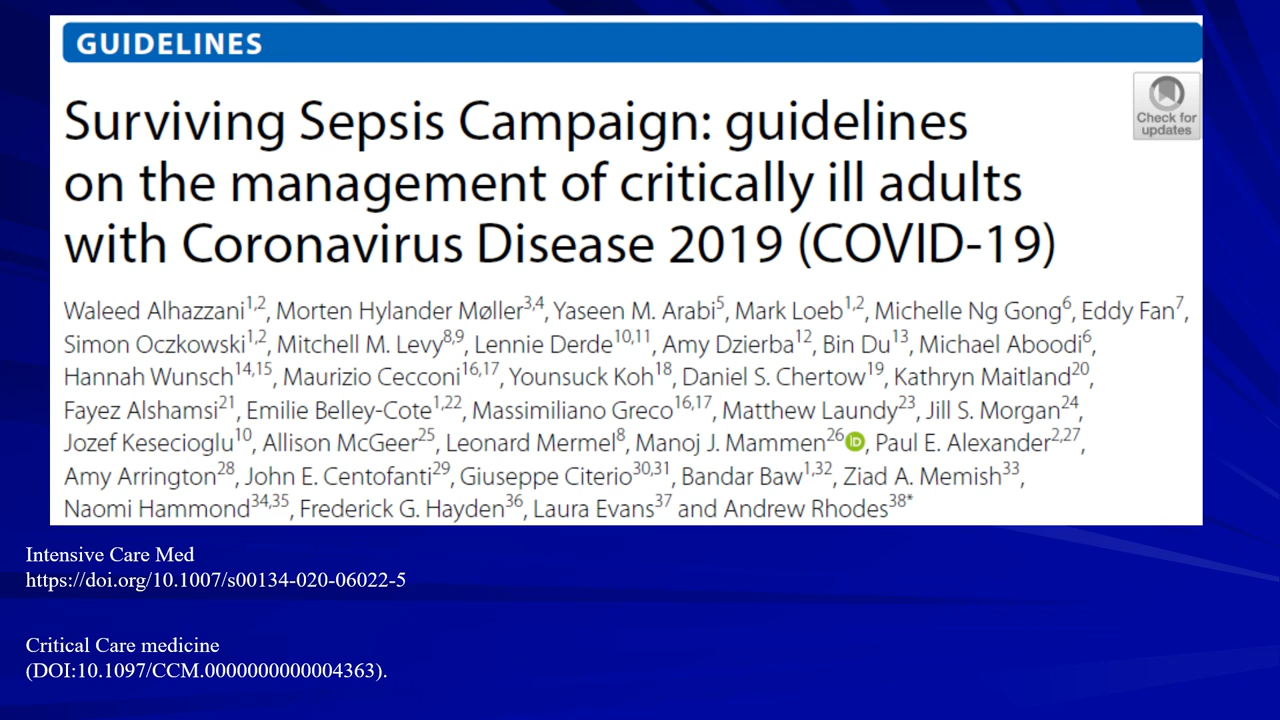 GUIDELINES
Surviving Sepsis Campaign: guidelines
on the management of critically ill adults
with Coronavirus Disease 2019 (COVID-19)
Check for
updates
Waleed Alhazzani1,2, Morten Hylander Møller3,4, Yaseen M. Arabi5, Mark Loeb1,2, Michelle Ng Gong6, Eddy Fan7,
Simon Oczkowski1,2, Mitchell M. Levy8,9, Lennie Derde10,11, Amy Dzierba12, Bin Du13, Michael Aboodi6,
Hannah Wunsch14,15, Maurizio Cecconi16,17, Younsuck Koh18, Daniel S. Chertow19, Kathryn Maitland20,
Fayez Alshamsi21, Emilie Belley-Cote1,22, Massimiliano Greco16,17, Matthew Laundy23, Jill S. Morgan24,
Jozef Kesecioglu10, Allison McGeer25, Leonard Mermel8, Manoj J. Mammen26 iD, Paul E. Alexander2,27,
Amy Arrington28, John E. Centofanti29, Giuseppe Citerio30,31, Bandar Baw1,32, Ziad A. Memish33,
Naomi Hammond34,35, Frederick G. Hayden36, Laura Evans37 and Andrew Rhodes38*
Intensive Care Med
https://doi.org/10.1007/s00134-020-06022-5
Critical Care medicine
(DOI:10.1097/CCM.0000000000004363).